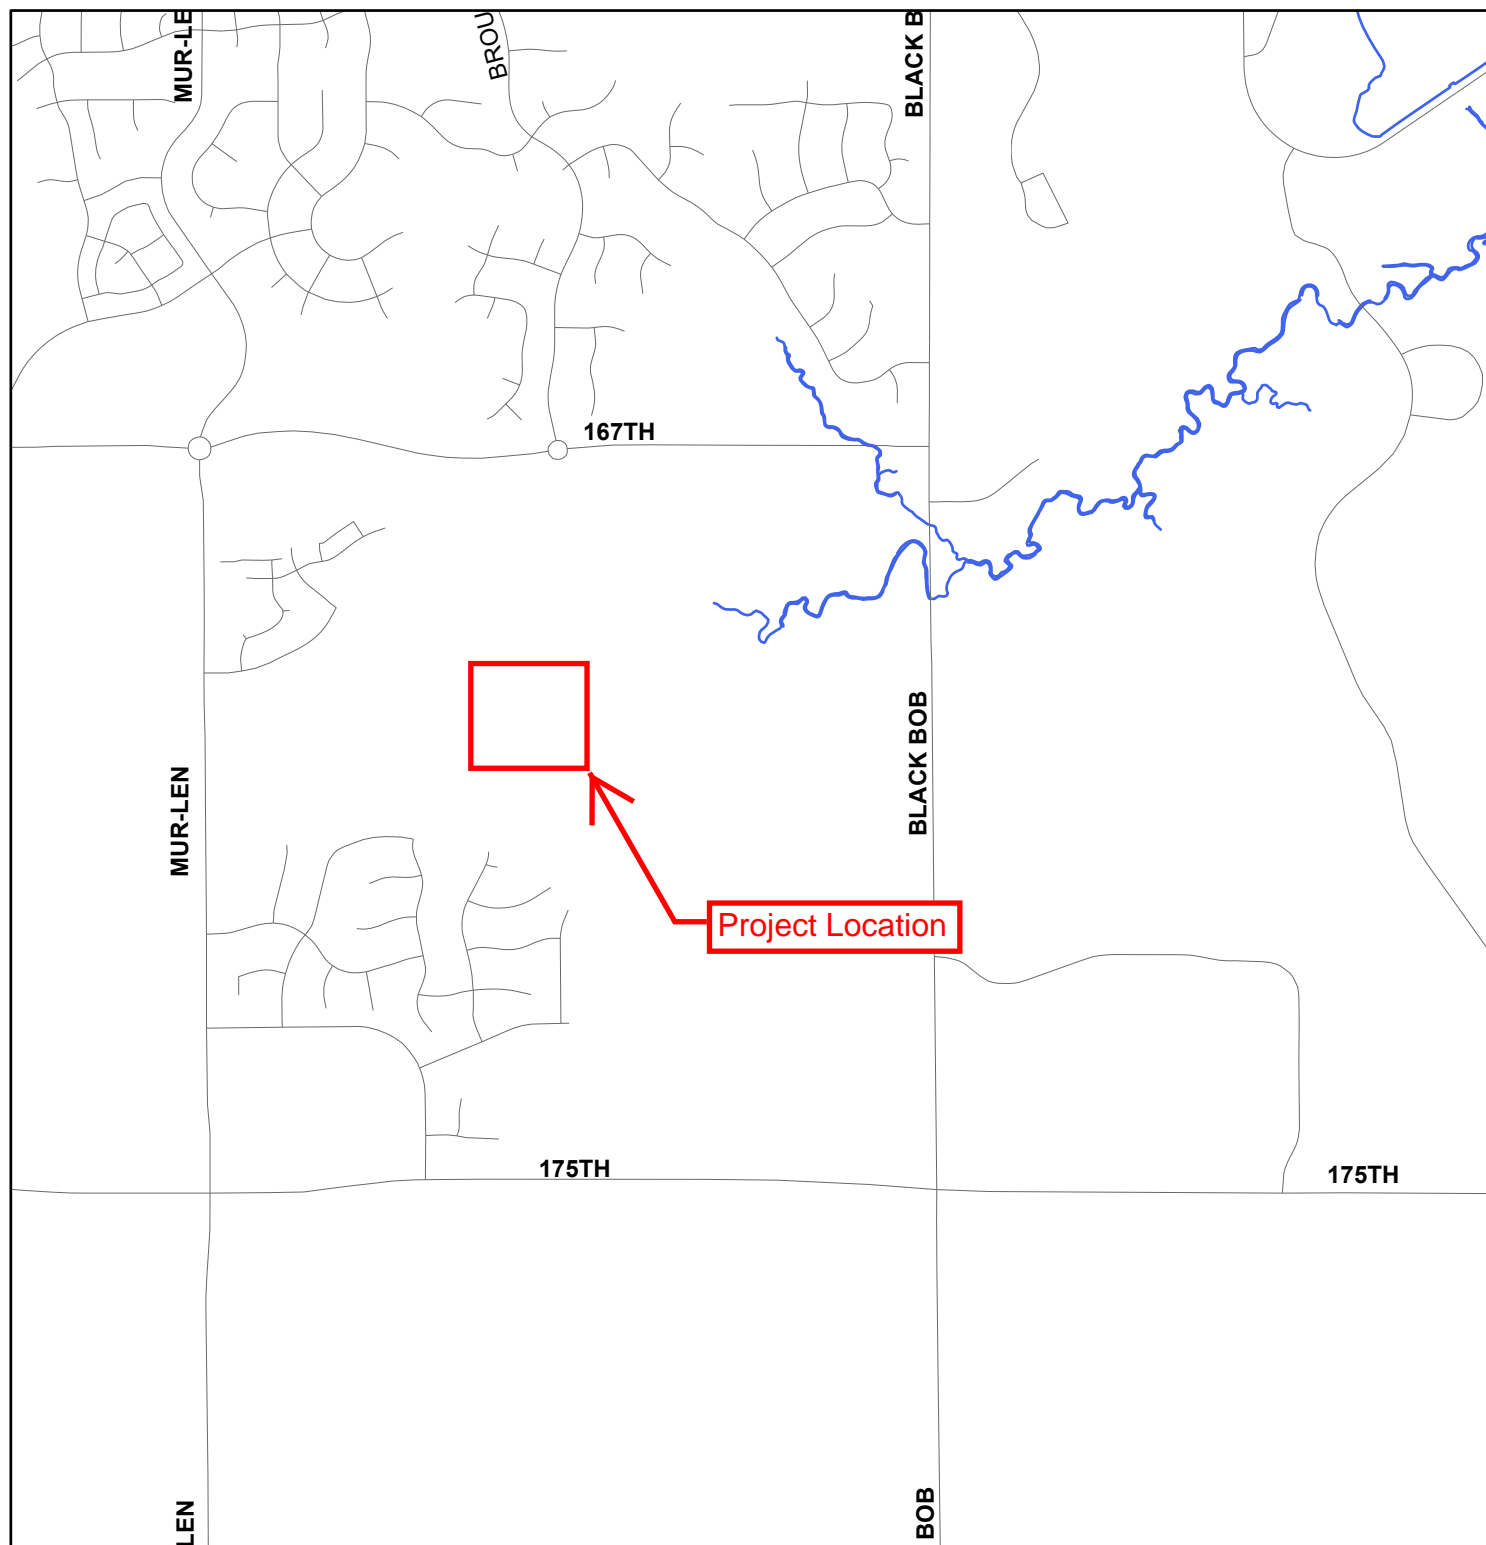 MUR-LE
BROU
BLACK B
167TH
BLACK BOB
MUR-LEN
Project Location
175TH
175TH
LEN
BOB